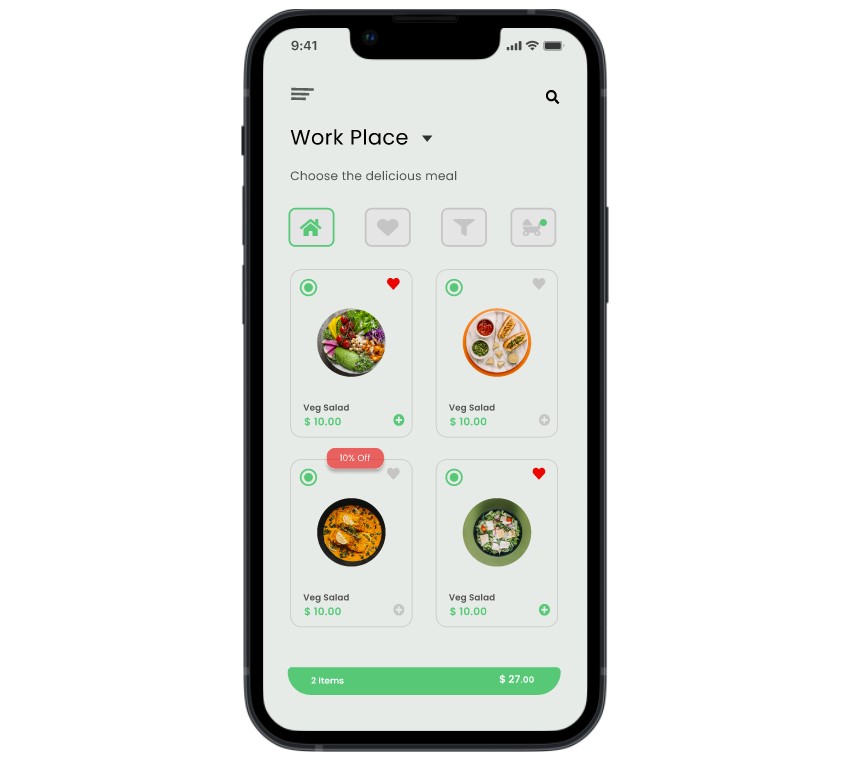 9:41
Work Place
Choose the delicious meal
Veg Salad
$ 10.00
Veg Salad
$ 10.00
10% Off
Veg Salad
$ 10.00
Veg Salad
$ 10.00
2 Items
$ 27.00